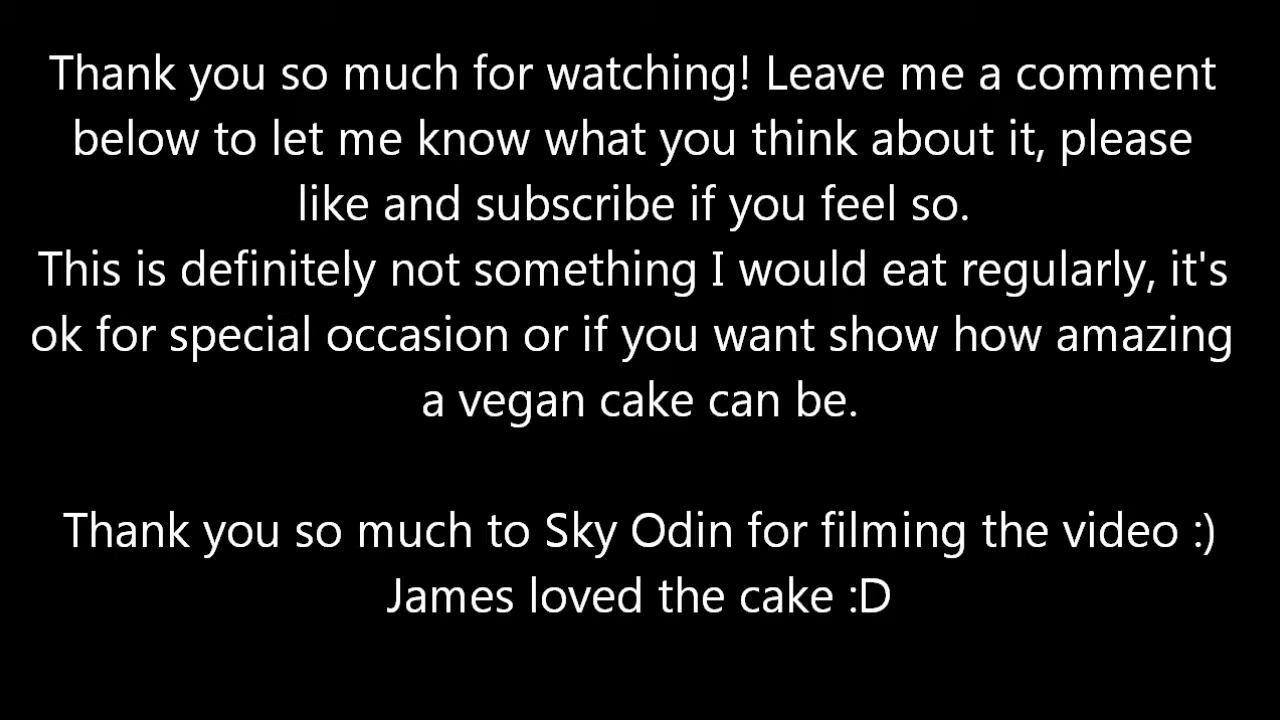 Thank you so much for watching! Leave me a comment
below to let me know what you think about it, please
like and subscribe if you feel so.
This is definitely not something I would eat regularly, it's
ok for special occasion or if you want show how amazing
a vegan cake can be.
Thank you so much to Sky Odin for filming the video :)
James loved the cake :D